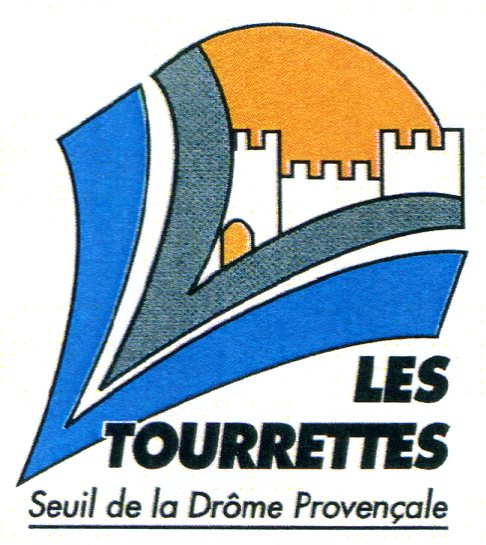 LES
TOURRETTES
Seuil de la Drôme Provençale